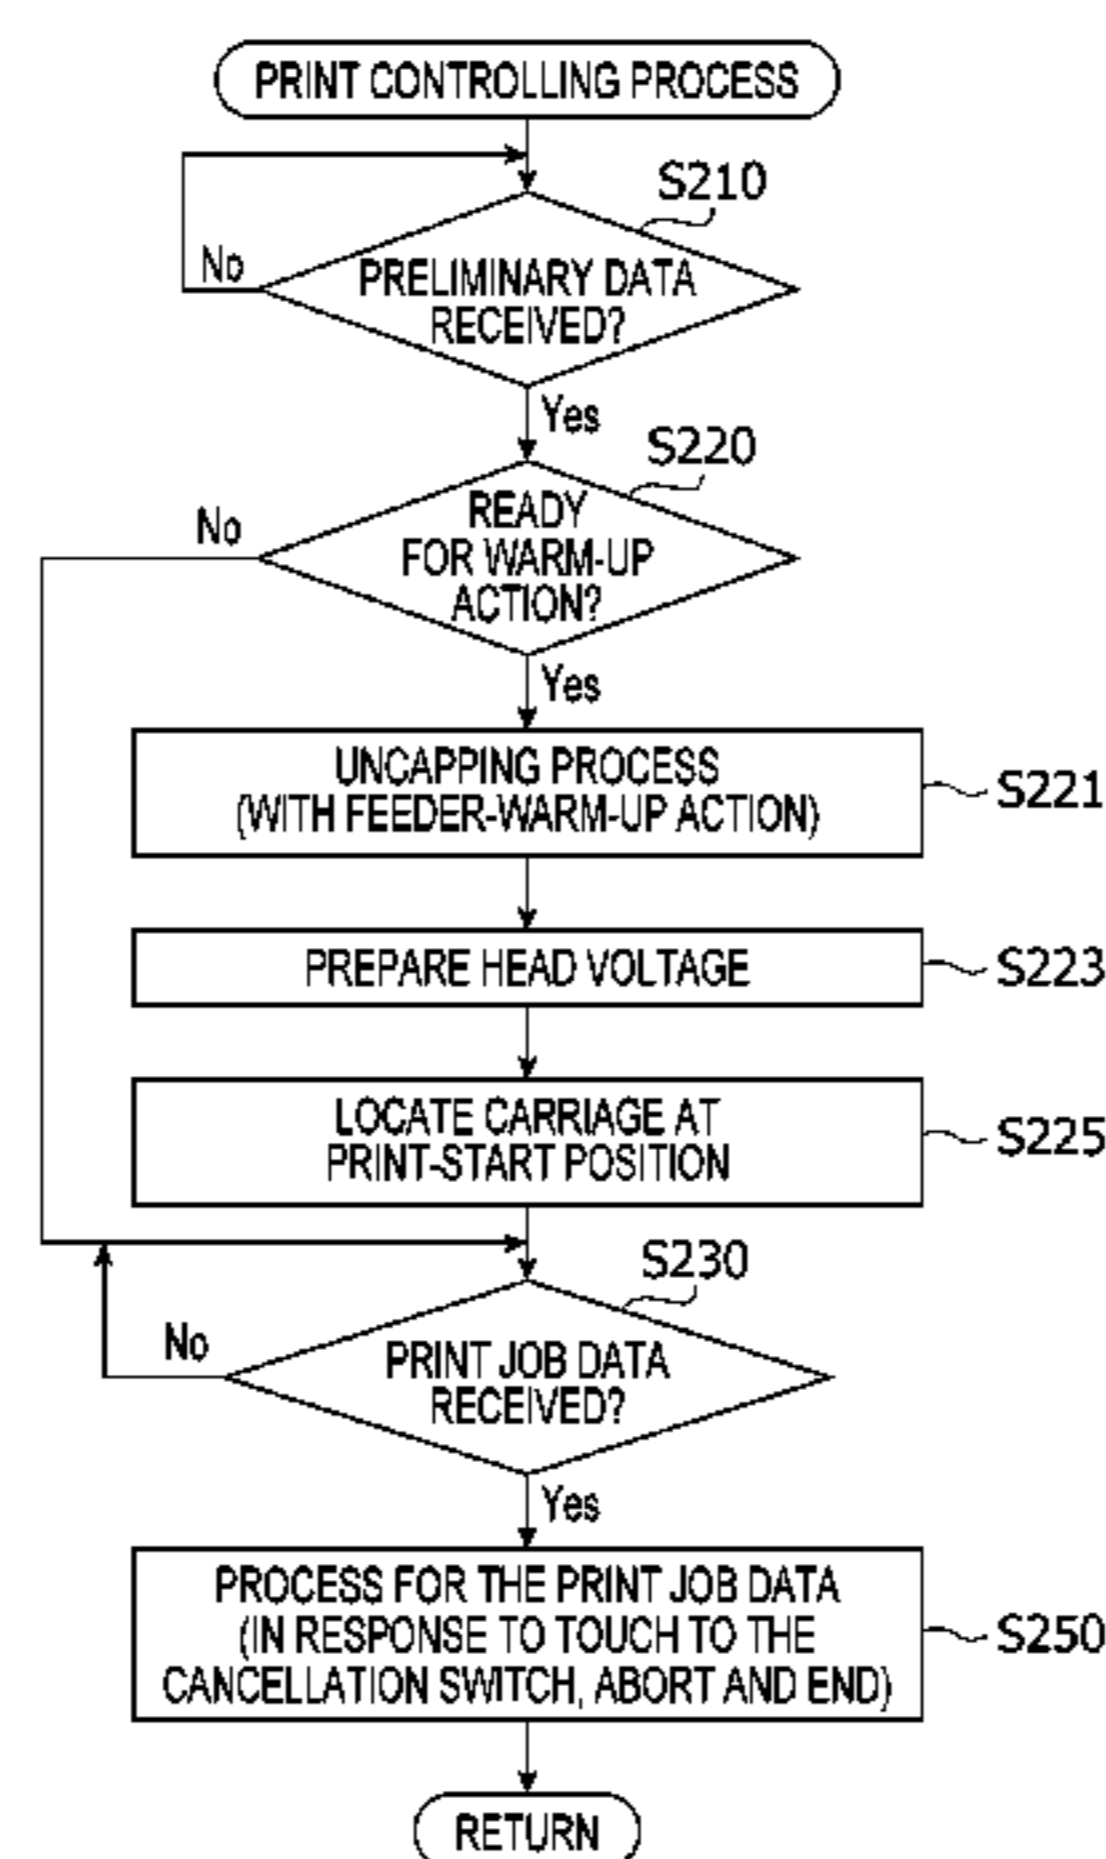 PRINT CONTROLLING PROCESS
S210
No
PRELIMINARY DATA
RECEIVED?
Yes
S220
No
READY
FOR WARM-UP
ACTION?
Yes
UNCAPPING PROCESS
(WITH FEEDER-WARM-UP ACTION)
S221
PREPARE HEAD VOLTAGE
S223
LOCATE CARRIAGE AT
PRINT-START POSITION
S225
S230
No
PRINT JOB DATA
RECEIVED?
Yes
PROCESS FOR THE PRINT JOB DATA
(IN RESPONSE TO TOUCH TO THE
CANCELLATION SWITCH, ABORT AND END)
S250
RETURN